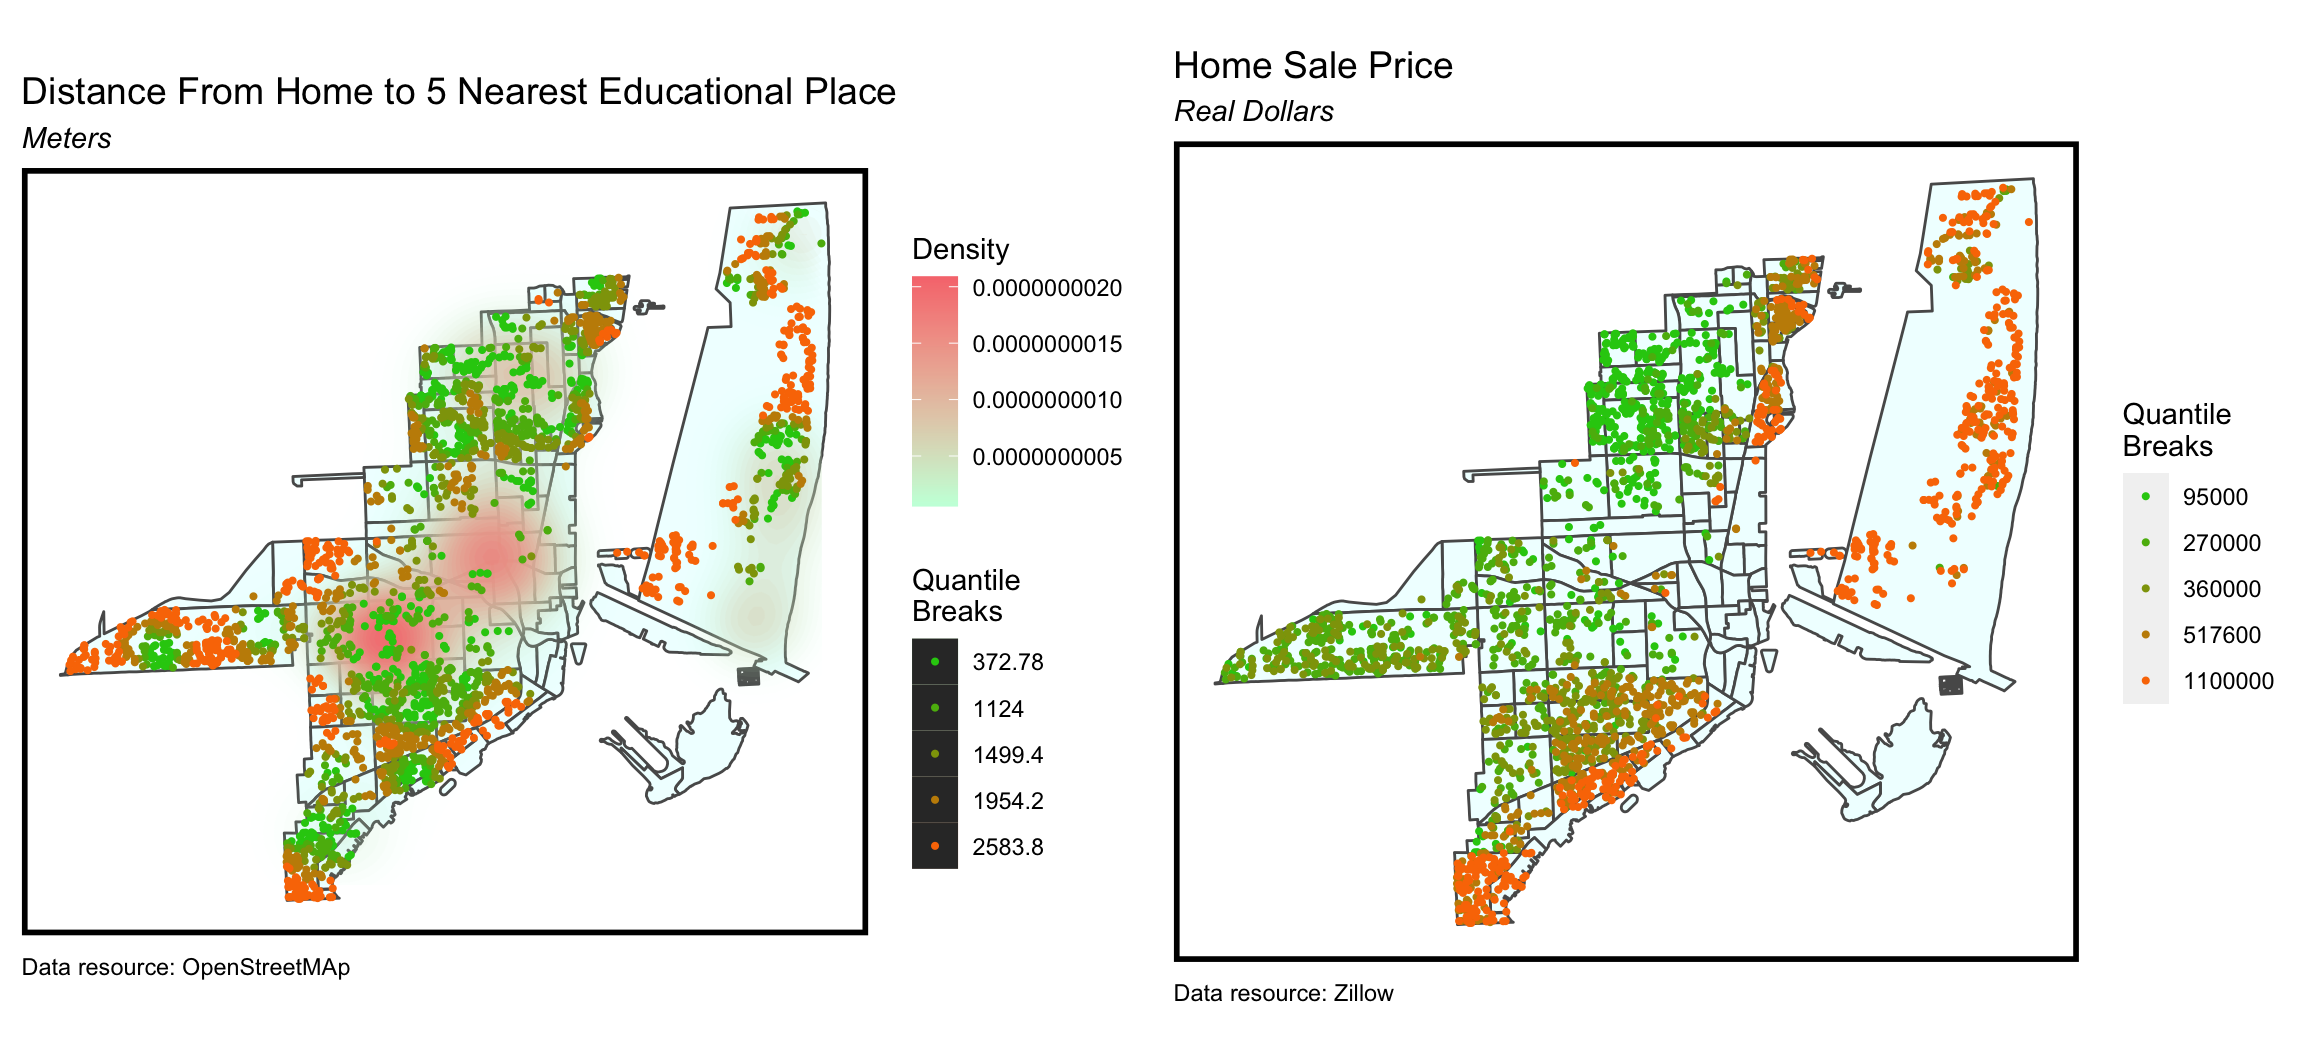 Distance From Home to 5 Nearest Educational Place
Meters
Density
0.0000000020
0.0000000015
0.0000000010
0.0000000005
Quantile
Breaks
372.78
1124
1499.4
1954.2
2583.8
Data resource: OpenStreetMAp
Home Sale Price
Real Dollars
Quantile
Breaks
95000
270000
360000
517600
1100000
Data resource: Zillow